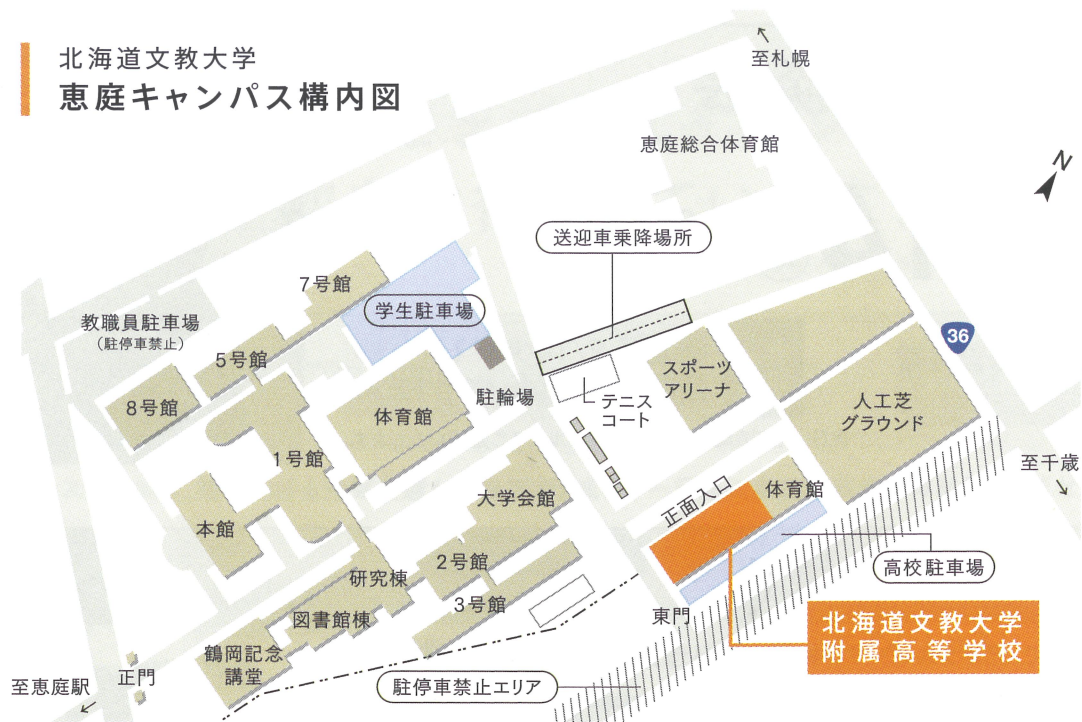 北海道文教大学
恵庭キャンパス構内図
至札幌
恵庭総合体育館
N
送迎車乗降場所
7号館
学生駐車場
教職員駐車場
(駐停車禁止)
5号館
8号館
体育館
駐輪場
テニス
コート
スポーツ
アリーナ
36
人工芝
グラウンド
1号館
至千歳
大学会館
正面入口
体育館
本館
2号館
研究棟
3号館
高校駐車場
図書館棟
東門
北海道文教大学
附属高等学校
鶴岡記念
講堂
正門
至恵庭駅
駐停車禁止エリア